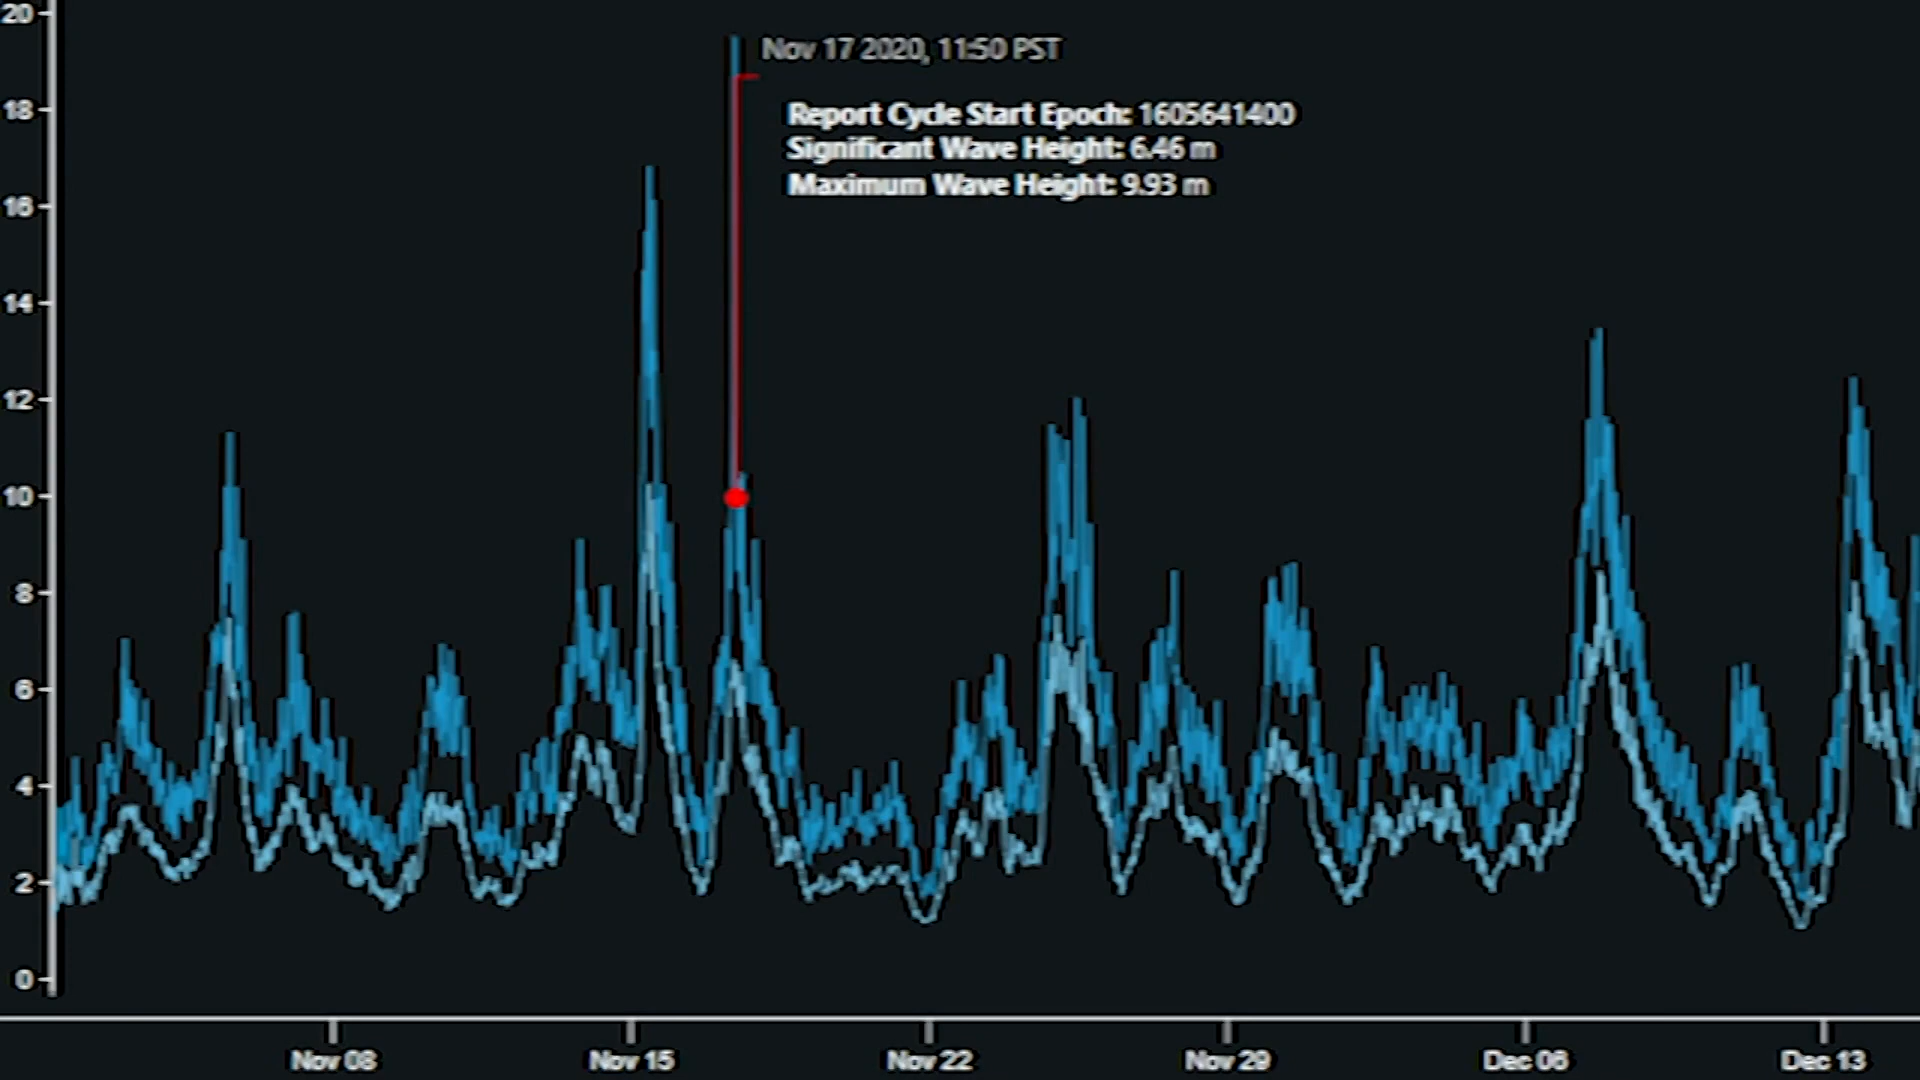 20
Nov 17 2020, 11:50 PST
18
Report Cycle Start Epoch: 1605641400
Significant Wave Height: 6.46 m
Maximum Wave Height: 9.93 m
16
14
12
10
8
6
4
2
0
Nov 08 Nov 15 Nov 22 Nov 29 Dec 06 Dec 13